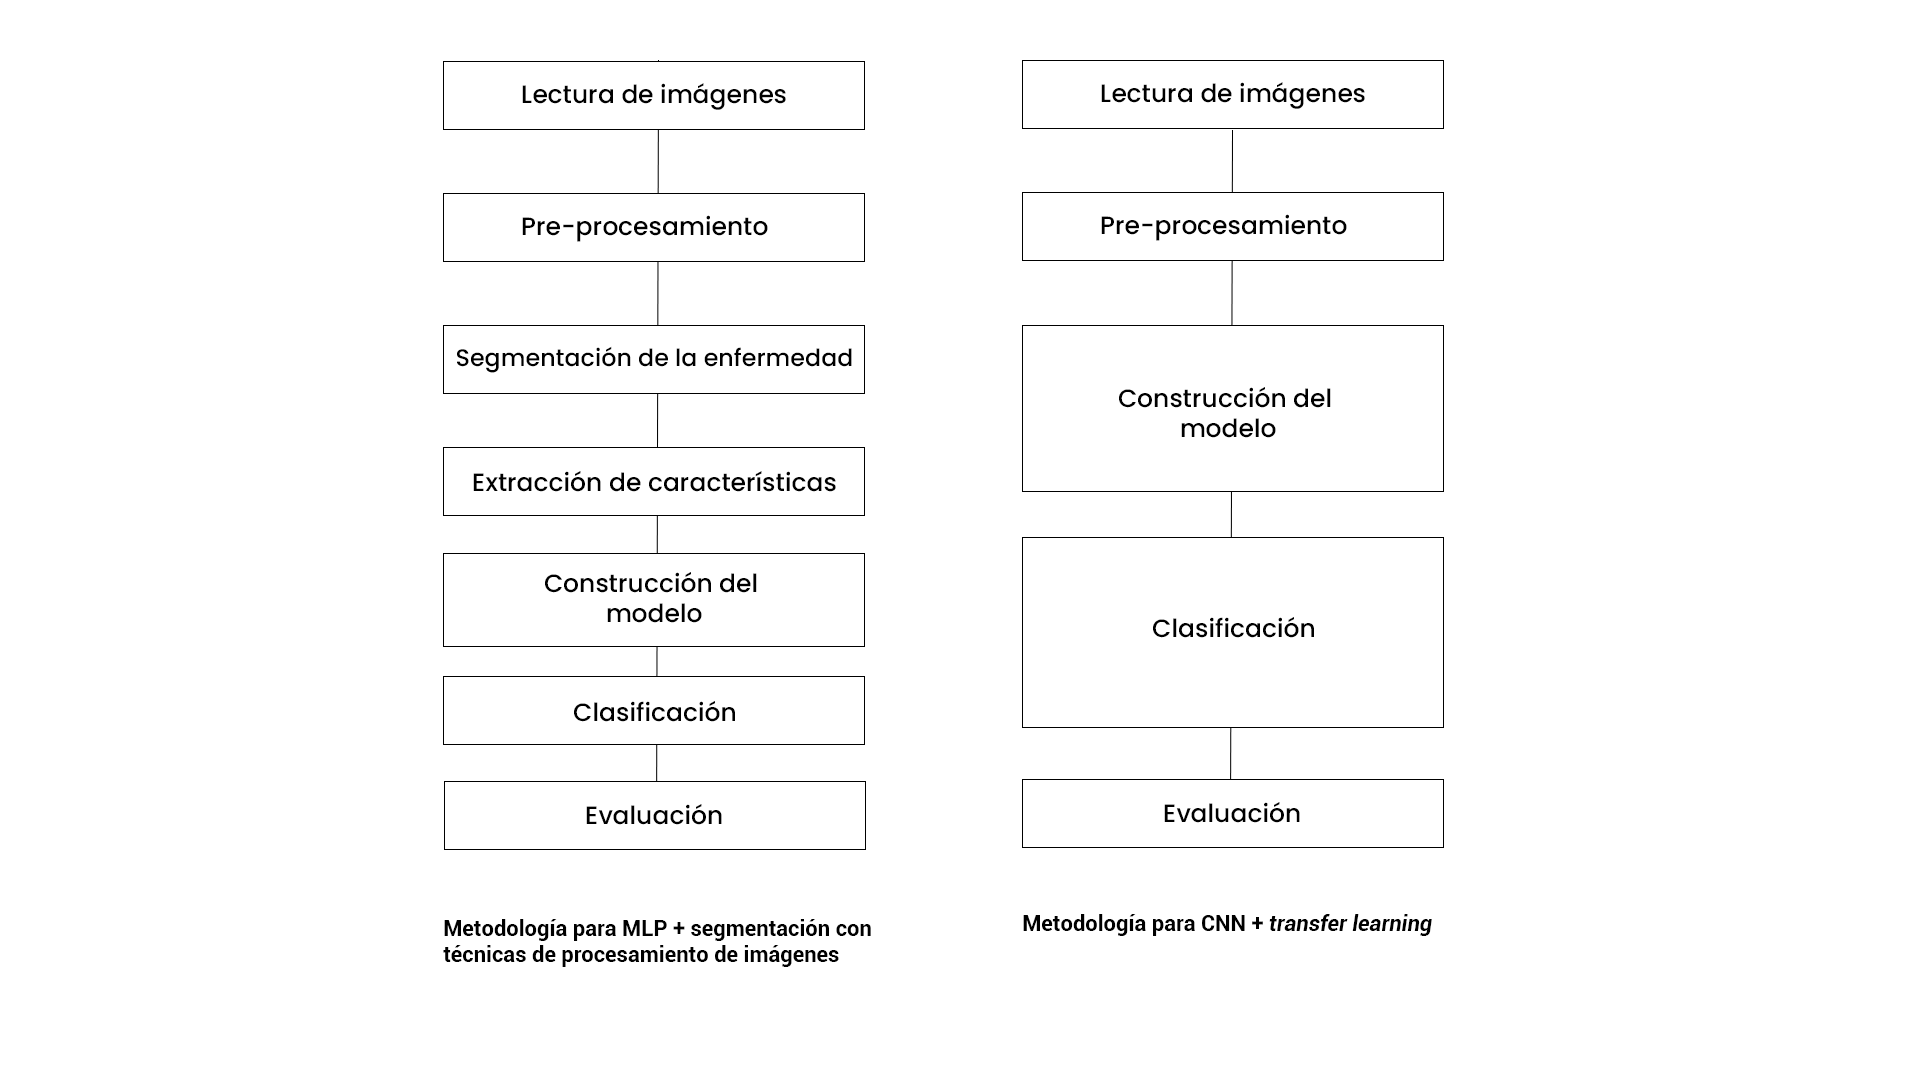 Lectura de imágenes
Pre-procesamiento
Segmentación de la enfermedad
Extracción de características
Construcción del
modelo
Clasificación
Evaluación
Metodología para MLP + segmentación con
técnicas de procesamiento de imágenes
Lectura de imágenes
Pre-procesamiento
Construcción del
modelo
Clasificación
Evaluación
Metodología para CNN + transfer learning